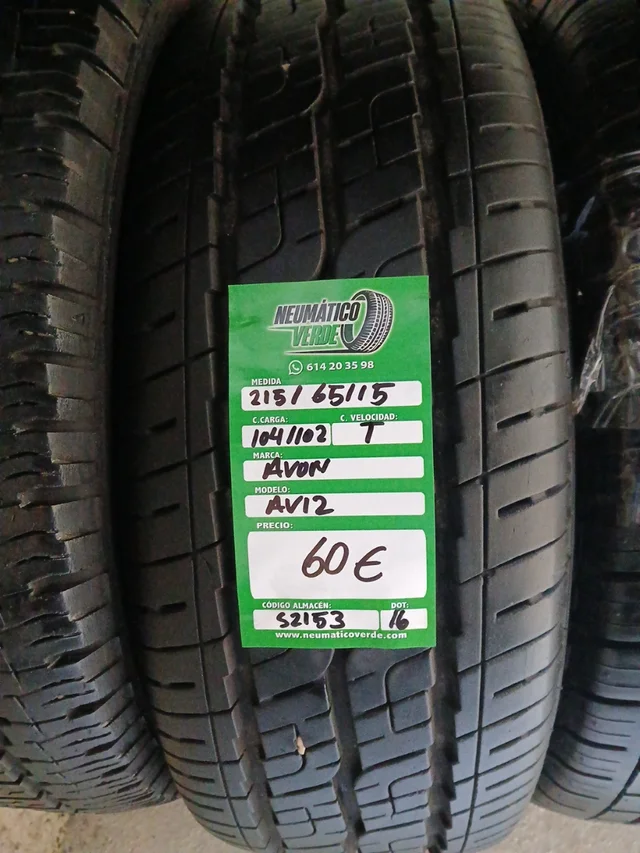 NEUMÁTICO
VERDE
614 20 35 98
MEDIDA
215/65/15
C.CARGA: C. VELOCIDAD:
104/102 T
MARCA:
AVON
MODELO:
AV12
PRECIO:
60€
CÓDIGO ALMACÉN: DOT:
S2153 16
www.neumaticoverde.com